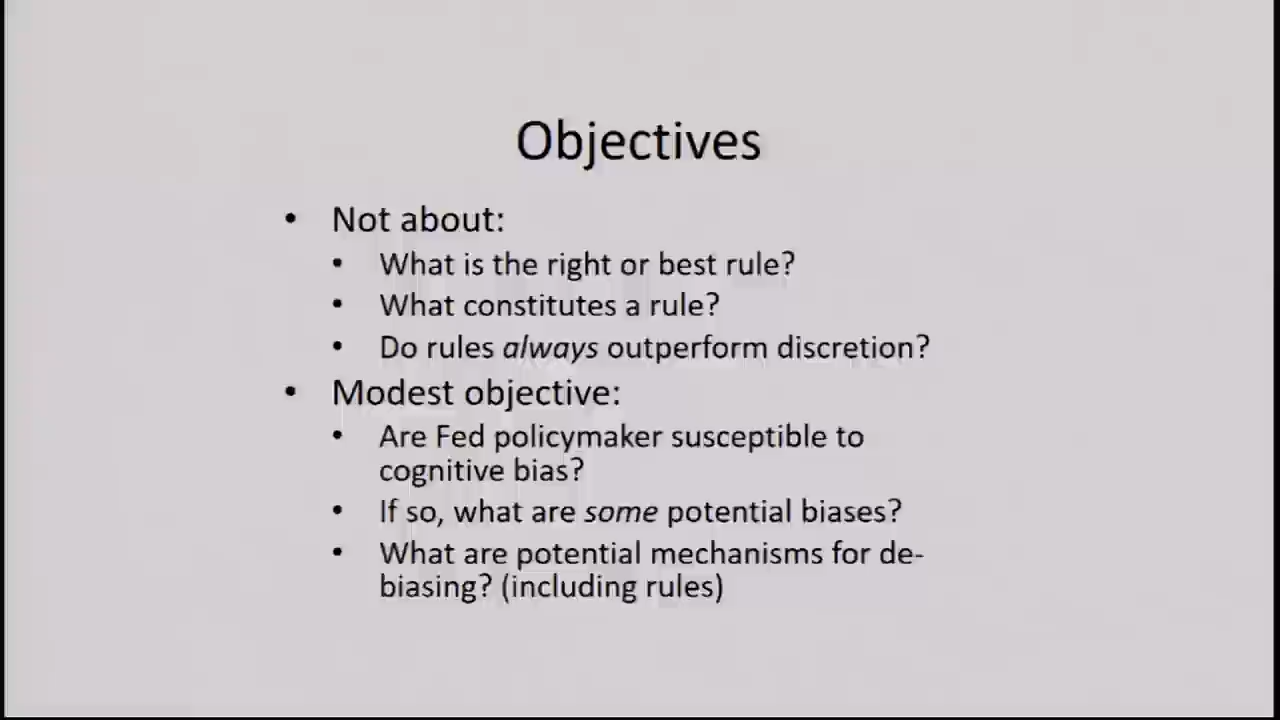 Objectives
• Not about:
• What is the right or best rule?
• What constitutes a rule?
• Do rules always outperform discretion?
• Modest objective:
• Are Fed policymaker susceptible to
cognitive bias?
• If so, what are some potential biases?
• What are potential mechanisms for de-
biasing? (including rules)